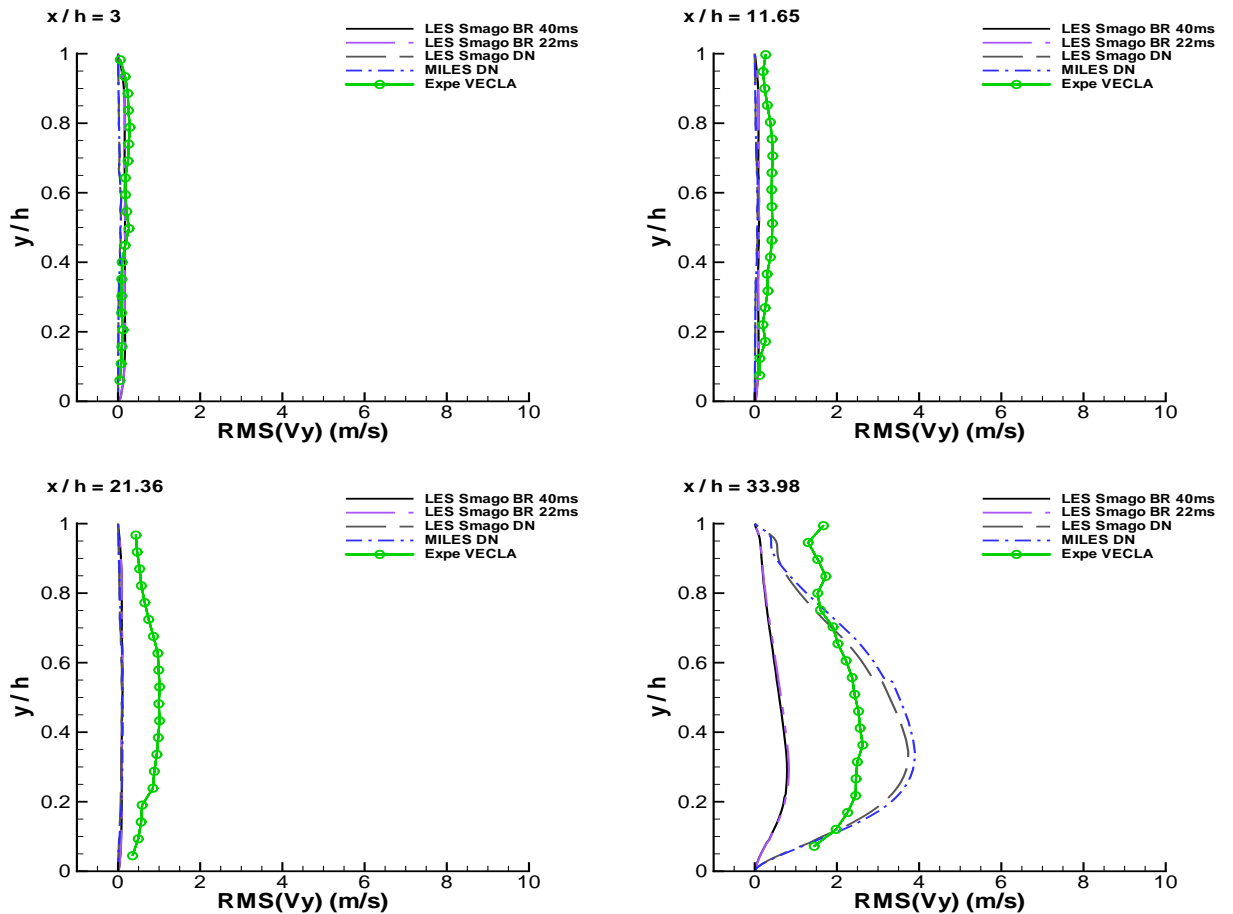 x / h = 3
LES Smago BR 40ms
LES Smago BR 22ms
LES Smago DN
MILES DN
Expe VECLA
1
0.8
0.6
0.4
0.2
0
y / h
0 2 4 6 8 10
RMS(Vy) (m/s)
x / h = 11.65
LES Smago BR 40ms
LES Smago BR 22ms
LES Smago DN
MILES DN
Expe VECLA
1
0.8
0.6
0.4
0.2
0
y / h
0 2 4 6 8 10
RMS(Vy) (m/s)
x / h = 21.36
LES Smago BR 40ms
LES Smago BR 22ms
LES Smago DN
MILES DN
Expe VECLA
1
0.8
0.6
0.4
0.2
0
y / h
0 2 4 6 8 10
RMS(Vy) (m/s)
x / h = 33.98
LES Smago BR 40ms
LES Smago BR 22ms
LES Smago DN
MILES DN
Expe VECLA
1
0.8
0.6
0.4
0.2
0
y / h
0 2 4 6 8 10
RMS(Vy) (m/s)